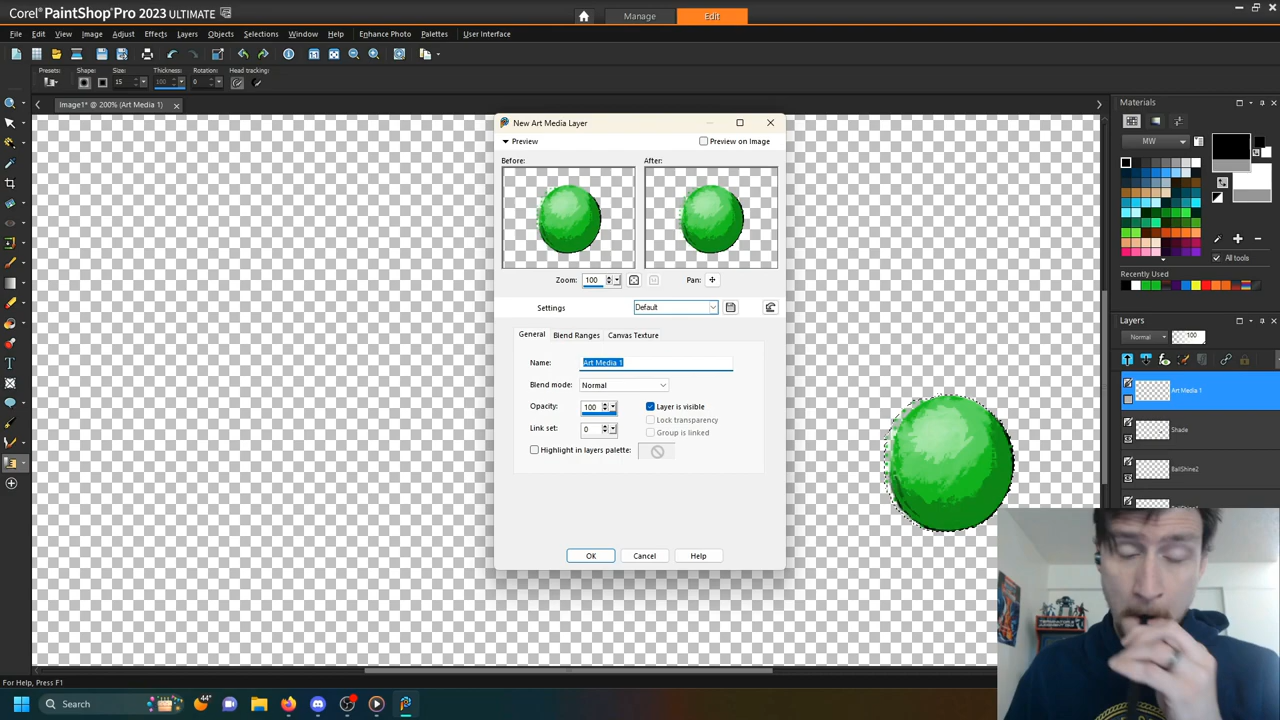 Corel® PaintShop® Pro 2023 ULTIMATE
Manage
Edit
File Edit View Image Adjust Effects Layers Objects Selections Window Help Enhance Photo Palettes User Interface
Presets: Shape: Size: Thickness: Rotation: Head tracking:
15 100 0
Image1* @ 200% (Art Media 1)
New Art Media Layer
Preview
Preview on Image
Before: After:
Zoom: 100 Pan:
Settings Default
General Blend Ranges Canvas Texture
Name: Art Media 1
Blend mode: Normal
Opacity: 100 Layer is visible
Lock transparency
Link set: 0 Group is linked
Highlight in layers palette:
OK Cancel Help
Materials
MW
All tools
Recently Used
Layers
Normal 100
Art Media 1
Shade
BallShine2
For Help, Press F1
Search
44°